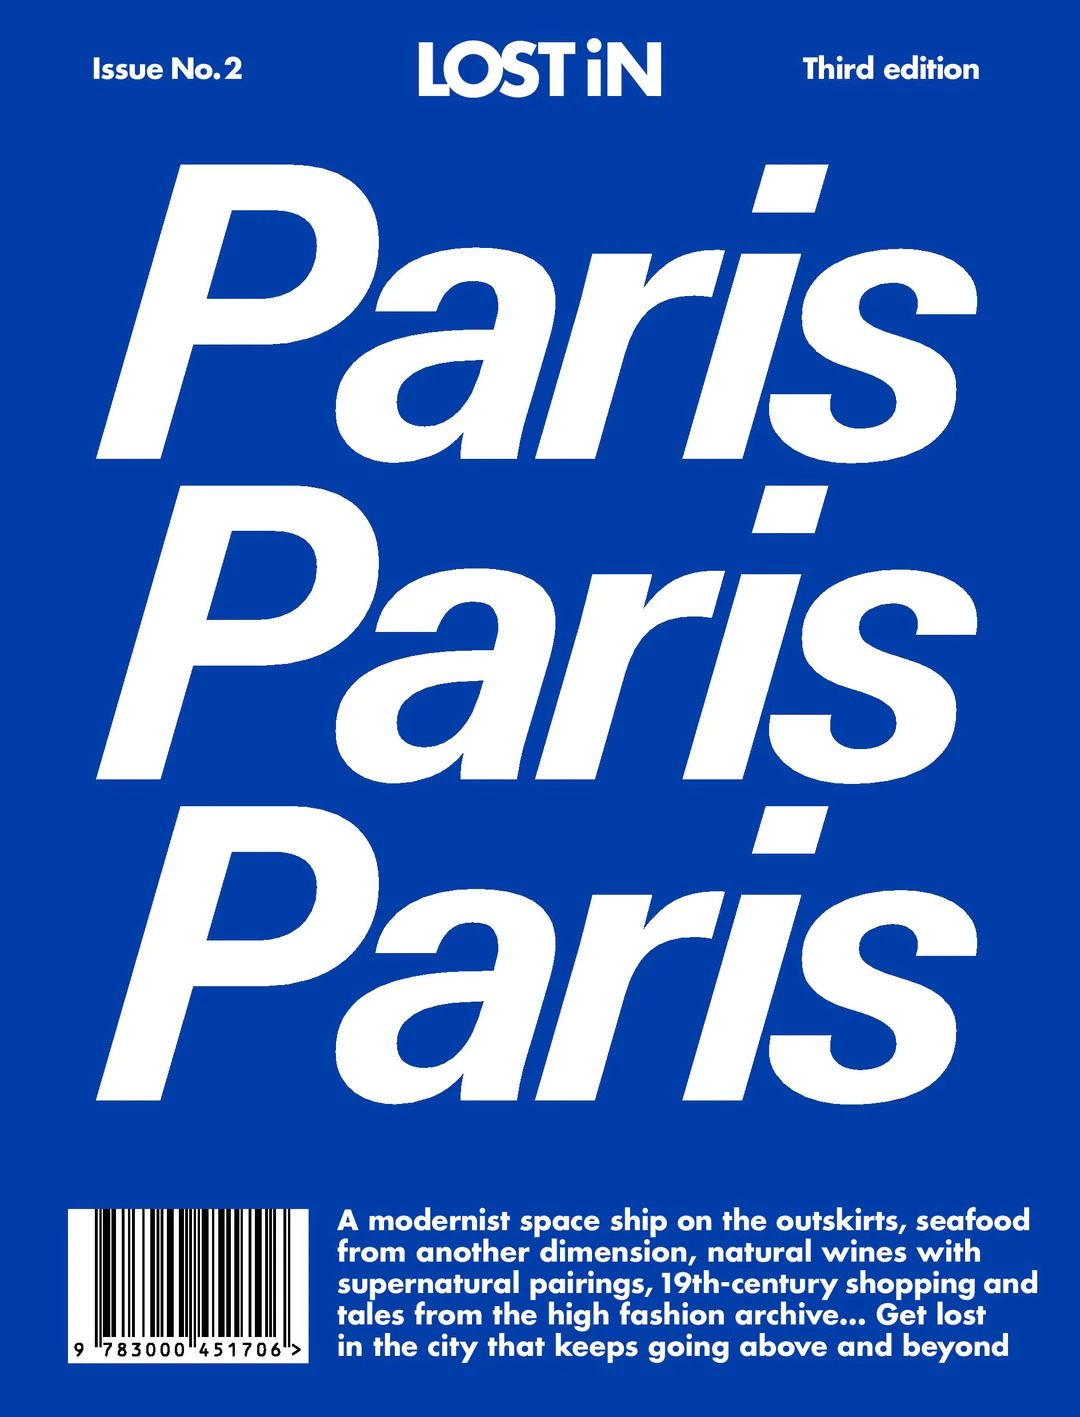 Issue No. 2
LOST iN
Third edition
Paris
Paris
Paris
A modernist space ship on the outskirts, seafood
from another dimension, natural wines with
supernatural pairings, 19th-century shopping and
tales from the high fashion archive... Get lost
in the city that keeps going above and beyond
9 783000 451706 >